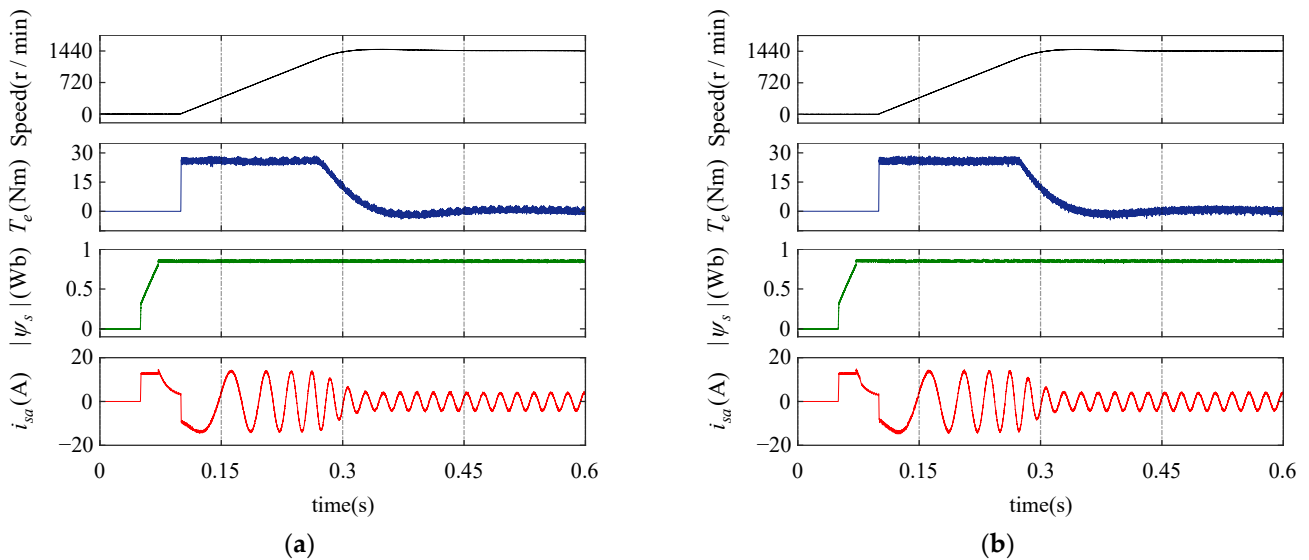 Speed(r / min)
1440
720
0
T_e(Nm)
30
15
0
|ψ_s|(Wb)
1
0.5
0
i_sa(A)
20
0
−20
0 0.15 0.3 0.45 0.6
time(s)
(a)
Speed(r / min)
1440
720
0
T_e(Nm)
30
15
0
|ψ_s|(Wb)
1
0.5
0
i_sa(A)
20
0
−20
0 0.15 0.3 0.45 0.6
time(s)
(b)